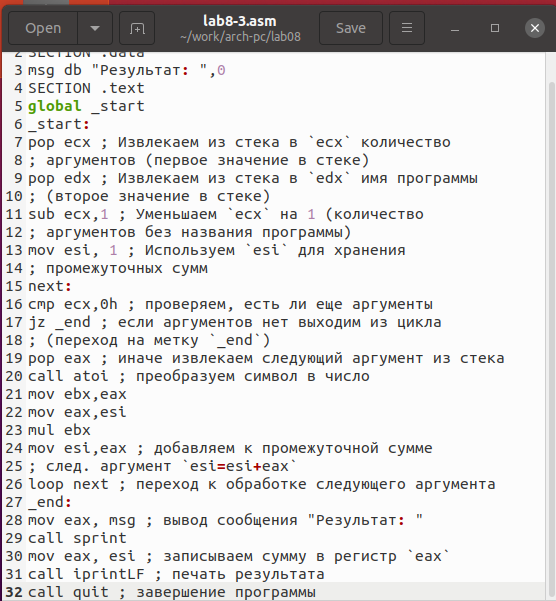 Open
lab8-3.asm
~/work/arch-pc/lab08
Save
2 SECTION .data
3 msg db "Результат: ",0
4 SECTION .text
5 global _start
6 _start:
7 pop ecx ; Извлекаем из стека в `ecx` количество
8 ; аргументов (первое значение в стеке)
9 pop edx ; Извлекаем из стека в `edx` имя программы
10 ; (второе значение в стеке)
11 sub ecx,1 ; Уменьшаем `ecx` на 1 (количество
12 ; аргументов без названия программы)
13 mov esi, 1 ; Используем `esi` для хранения
14 ; промежуточных сумм
15 next:
16 cmp ecx,0h ; проверяем, есть ли еще аргументы
17 jz _end ; если аргументов нет выходим из цикла
18 ; (переход на метку `_end`)
19 pop eax ; иначе извлекаем следующий аргумент из стека
20 call atoi ; преобразуем символ в число
21 mov ebx,eax
22 mov eax,esi
23 mul ebx
24 mov esi,eax ; добавляем к промежуточной сумме
25 ; след. аргумент `esi=esi+eax`
26 loop next ; переход к обработке следующего аргумента
27 _end:
28 mov eax, msg ; вывод сообщения "Результат: "
29 call sprint
30 mov eax, esi ; записываем сумму в регистр `eax`
31 call iprintLF ; печать результата
32 call quit ; завершение программы